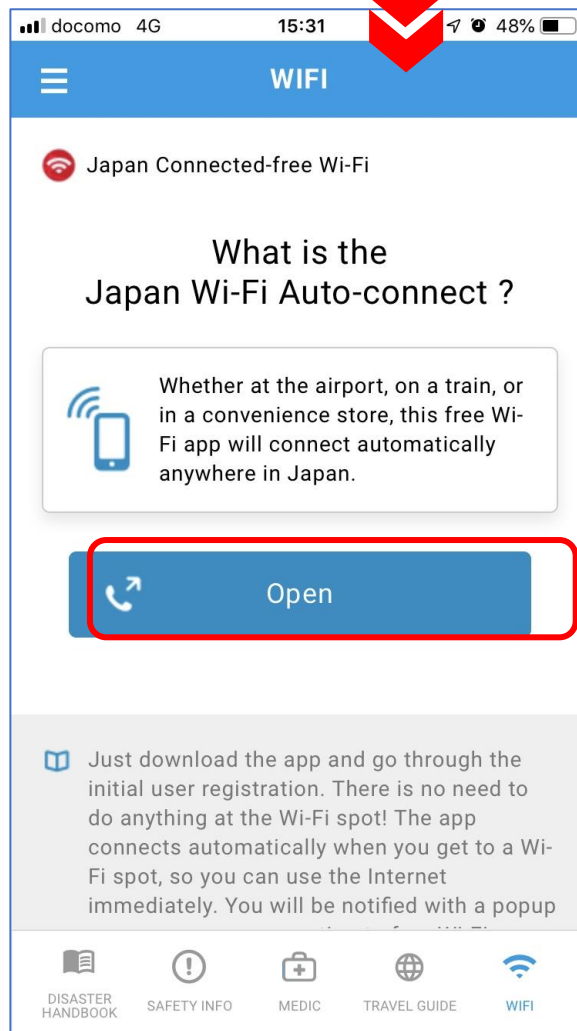 docomo 4G 15:31 48%
WIFI
Japan Connected-free Wi-Fi
What is the
Japan Wi-Fi Auto-connect ?
Whether at the airport, on a train, or
in a convenience store, this free Wi-
Fi app will connect automatically
anywhere in Japan.
Open
Just download the app and go through the
initial user registration. There is no need to
do anything at the Wi-Fi spot! The app
connects automatically when you get to a Wi-
Fi spot, so you can use the Internet
immediately. You will be notified with a popup
DISASTER
HANDBOOK
SAFETY INFO
MEDIC
TRAVEL GUIDE
WIFI